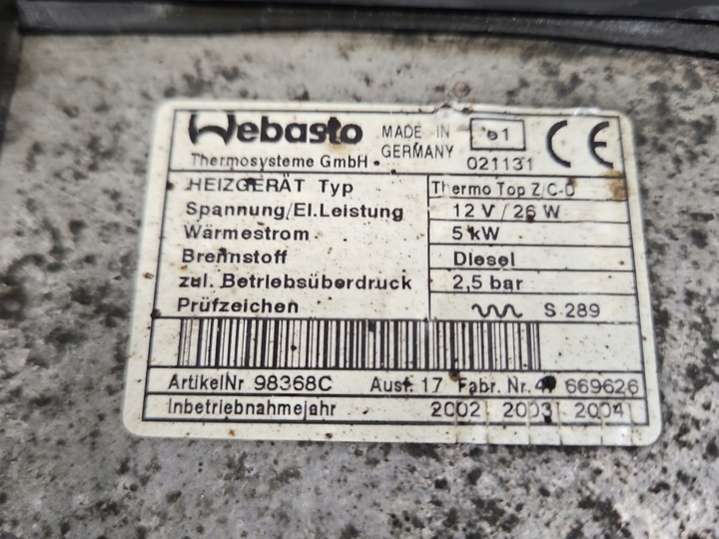 Webasto MADE IN GERMANY e1
Thermosysteme GmbH 021131 CE
HEIZGERÄT Typ Thermo Top Z/C-D
Spannung/El.Leistung 12 V / 26 W
Wärmestrom 5 kW
Brennstoff Diesel
zul. Betriebsüberdruck 2,5 bar
Prüfzeichen S 289
ArtikelNr 98368C Ausf. 17 Fabr. Nr. 669626
Inbetriebnahmejahr 2002 2003 2004